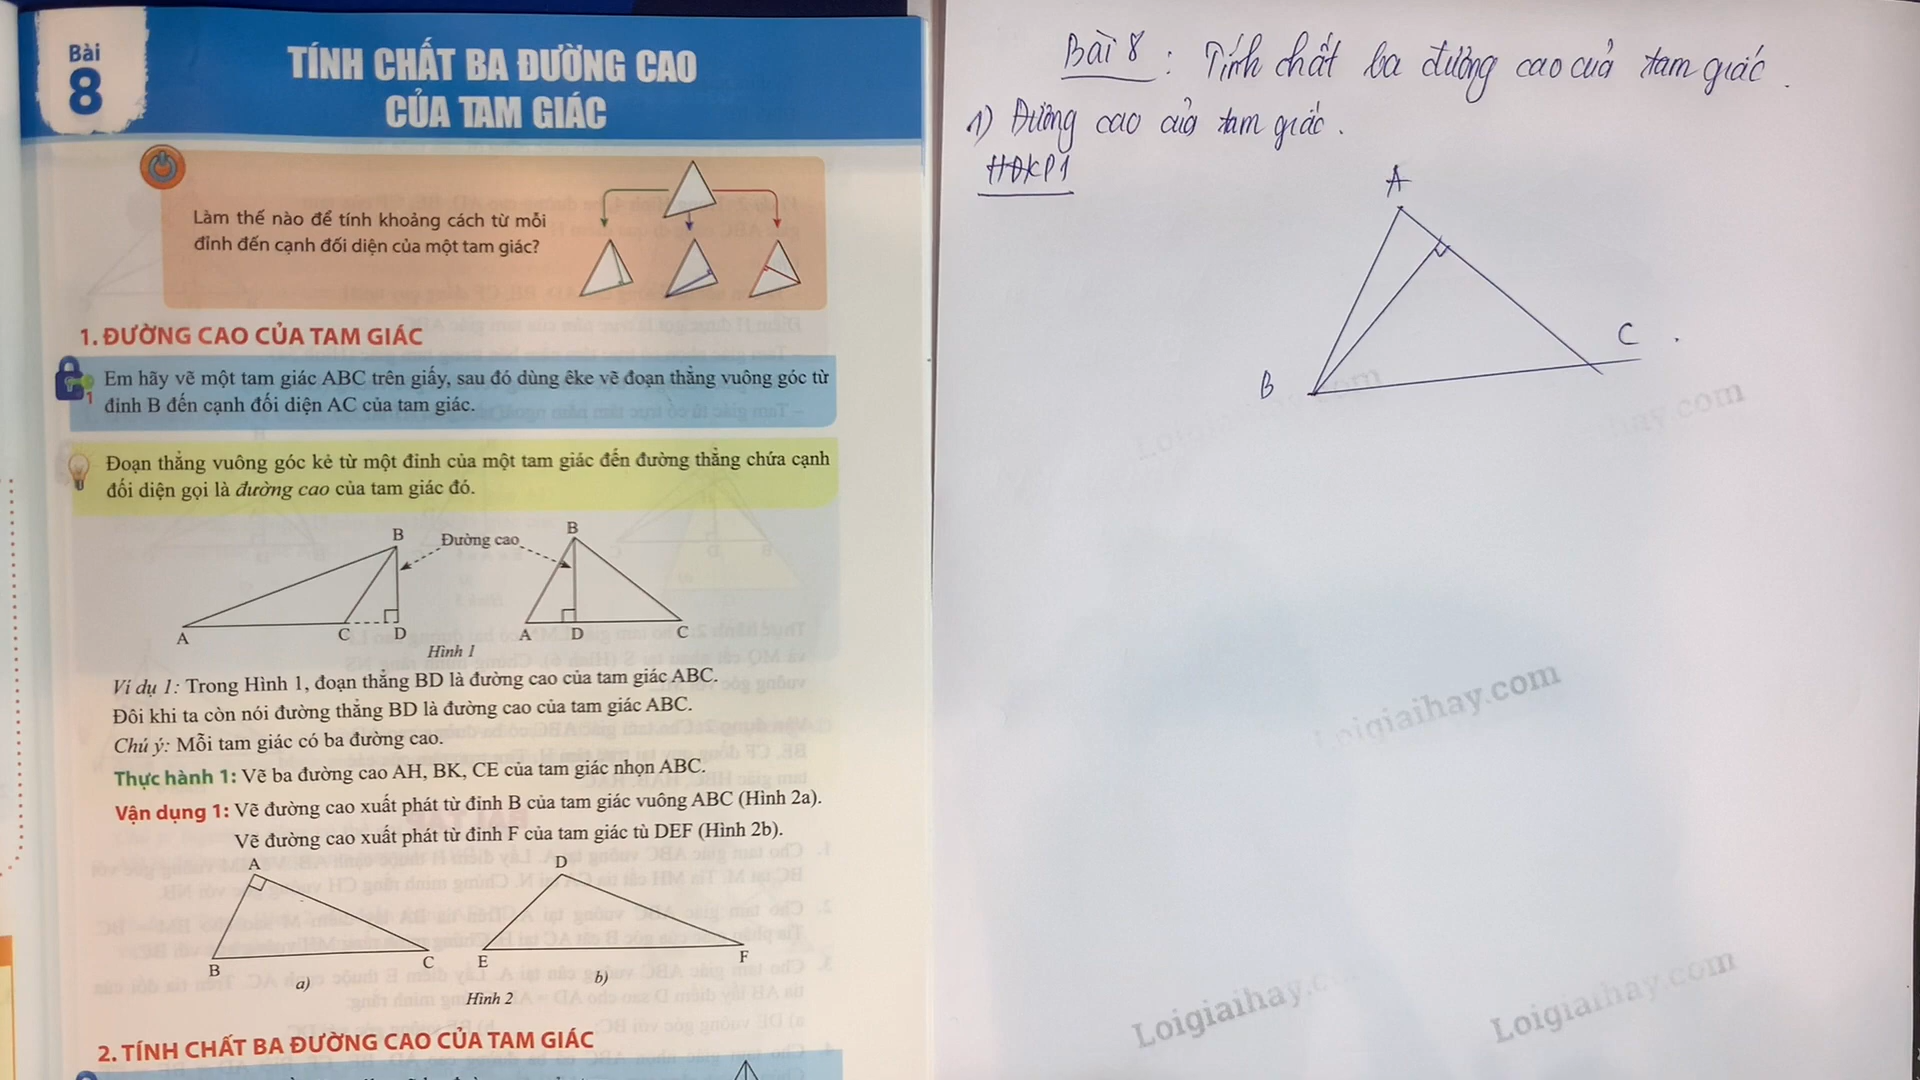 Bài
8
TÍNH CHẤT BA ĐƯỜNG CAO
CỦA TAM GIÁC
Làm thế nào để tính khoảng cách từ mỗi
đỉnh đến cạnh đối diện của một tam giác?
1. ĐƯỜNG CAO CỦA TAM GIÁC
1
Em hãy vẽ một tam giác ABC trên giấy, sau đó dùng êke vẽ đoạn thẳng vuông góc từ
đỉnh B đến cạnh đối diện AC của tam giác.
Đoạn thẳng vuông góc kẻ từ một đỉnh của một tam giác đến đường thẳng chứa cạnh
đối diện gọi là đường cao của tam giác đó.
B Đường cao B
A C D A D C
Hình 1
Ví dụ 1: Trong Hình 1, đoạn thẳng BD là đường cao của tam giác ABC.
Đôi khi ta còn nói đường thẳng BD là đường cao của tam giác ABC.
Chú ý: Mỗi tam giác có ba đường cao.
Thực hành 1: Vẽ ba đường cao AH, BK, CE của tam giác nhọn ABC.
Vận dụng 1: Vẽ đường cao xuất phát từ đỉnh B của tam giác vuông ABC (Hình 2a).
Vẽ đường cao xuất phát từ đỉnh F của tam giác tù DEF (Hình 2b).
A D
B C E F
a) b)
Hình 2
2. TÍNH CHẤT BA ĐƯỜNG CAO CỦA TAM GIÁC
Bài 8 : Tính chất ba đường cao của tam giác.
1) Đường cao của tam giác.
HĐKP1
A
B
C
Loigiaihay.com
Loigiaihay.com
Loigiaihay.com